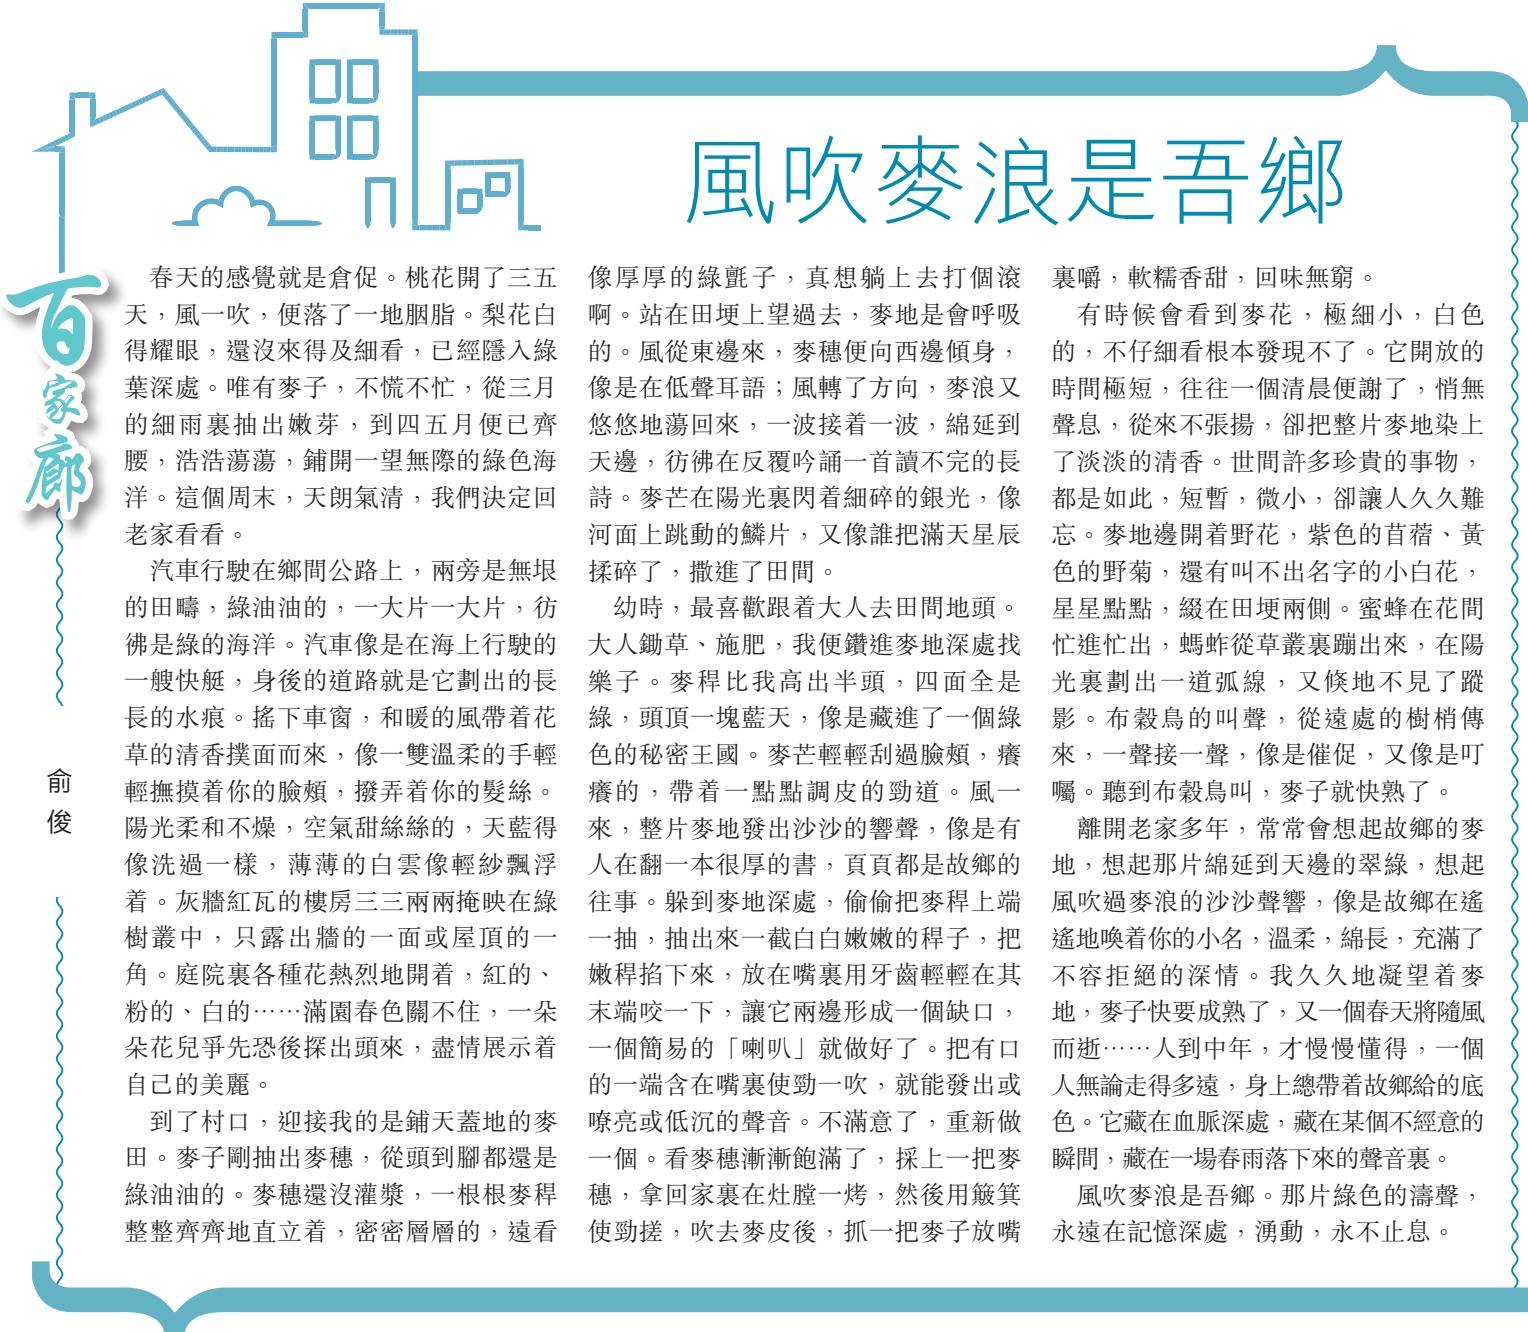 風吹麥浪是吾鄉
百家廊
俞俊
春天的感覺就是倉促。桃花開了三五
天，風一吹，便落了一地胭脂。梨花白
得耀眼，還沒來得及細看，已經隱入綠
葉深處。唯有麥子，不慌不忙，從三月
的細雨裏抽出嫩芽，到四五月便已齊
腰，浩浩蕩蕩，鋪開一望無際的綠色海
洋。這個周末，天朗氣清，我們決定回
老家看看。
汽車行駛在鄉間公路上，兩旁是無垠
的田疇，綠油油的，一大片一大片，彷
彿是綠的海洋。汽車像是在海上行駛的
一艘快艇，身後的道路就是它劃出的長
長的水痕。搖下車窗，和暖的風帶着花
草的清香撲面而來，像一雙溫柔的手輕
輕撫摸着你的臉頰，撥弄着你的髮絲。
陽光柔和不燥，空氣甜絲絲的，天藍得
像洗過一樣，薄薄的白雲像輕紗飄浮
着。灰牆紅瓦的樓房三三兩兩掩映在綠
樹叢中，只露出牆的一面或屋頂的一
角。庭院裏各種花熱烈地開着，紅的、
粉的、白的……滿園春色關不住，一朵
朵花兒爭先恐後探出頭來，盡情展示着
自己的美麗。
到了村口，迎接我的是鋪天蓋地的麥
田。麥子剛抽出麥穗，從頭到腳都還是
綠油油的。麥穗還沒灌漿，一根根麥稈
整整齊齊地直立着，密密層層的，遠看
像厚厚的綠氈子，真想躺上去打個滾
啊。站在田埂上望過去，麥地是會呼吸
的。風從東邊來，麥穗便向西邊傾身，
像是在低聲耳語；風轉了方向，麥浪又
悠悠地蕩回來，一波接着一波，綿延到
天邊，彷彿在反覆吟誦一首讀不完的長
詩。麥芒在陽光裏閃着細碎的銀光，像
河面上跳動的鱗片，又像誰把滿天星辰
揉碎了，撒進了田間。
幼時，最喜歡跟着大人去田間地頭。
大人鋤草、施肥，我便鑽進麥地深處找
樂子。麥稈比我高出半頭，四面全是
綠，頭頂一塊藍天，像是藏進了一個綠
色的秘密王國。麥芒輕輕刮過臉頰，癢
癢的，帶着一點點調皮的勁道。風一
來，整片麥地發出沙沙的響聲，像是有
人在翻一本很厚的書，頁頁都是故鄉的
往事。躲到麥地深處，偷偷把麥稈上端
一抽，抽出來一截白白嫩嫩的稈子，把
嫩稈掐下來，放在嘴裏用牙齒輕輕在其
末端咬一下，讓它兩邊形成一個缺口，
一個簡易的「喇叭」就做好了。把有口
的一端含在嘴裏使勁一吹，就能發出或
嘹亮或低沉的聲音。不滿意了，重新做
一個。看麥穗漸漸飽滿了，採上一把麥
穗，拿回家裏在灶膛一烤，然後用簸箕
使勁搓，吹去麥皮後，抓一把麥子放嘴
裏嚼，軟糯香甜，回味無窮。
有時候會看到麥花，極細小，白色
的，不仔細看根本發現不了。它開放的
時間極短，往往一個清晨便謝了，悄無
聲息，從來不張揚，卻把整片麥地染上
了淡淡的清香。世間許多珍貴的事物，
都是如此，短暫，微小，卻讓人久久難
忘。麥地邊開着野花，紫色的苜蓿、黃
色的野菊，還有叫不出名字的小白花，
星星點點，綴在田埂兩側。蜜蜂在花間
忙進忙出，螞蚱從草叢裏蹦出來，在陽
光裏劃出一道弧線，又倏地不見了蹤
影。布穀鳥的叫聲，從遠處的樹梢傳
來，一聲接一聲，像是催促，又像是叮
囑。聽到布穀鳥叫，麥子就快熟了。
離開老家多年，常常會想起故鄉的麥
地，想起那片綿延到天邊的翠綠，想起
風吹過麥浪的沙沙聲響，像是故鄉在遙
遙地喚着你的小名，溫柔，綿長，充滿了
不容拒絕的深情。我久久地凝望着麥
地，麥子快要成熟了，又一個春天將隨風
而逝……人到中年，才慢慢懂得，一個
人無論走得多遠，身上總帶着故鄉給的底
色。它藏在血脈深處，藏在某個不經意的
瞬間，藏在一場春雨落下來的聲音裏。
風吹麥浪是吾鄉。那片綠色的濤聲，
永遠在記憶深處，湧動，永不止息。